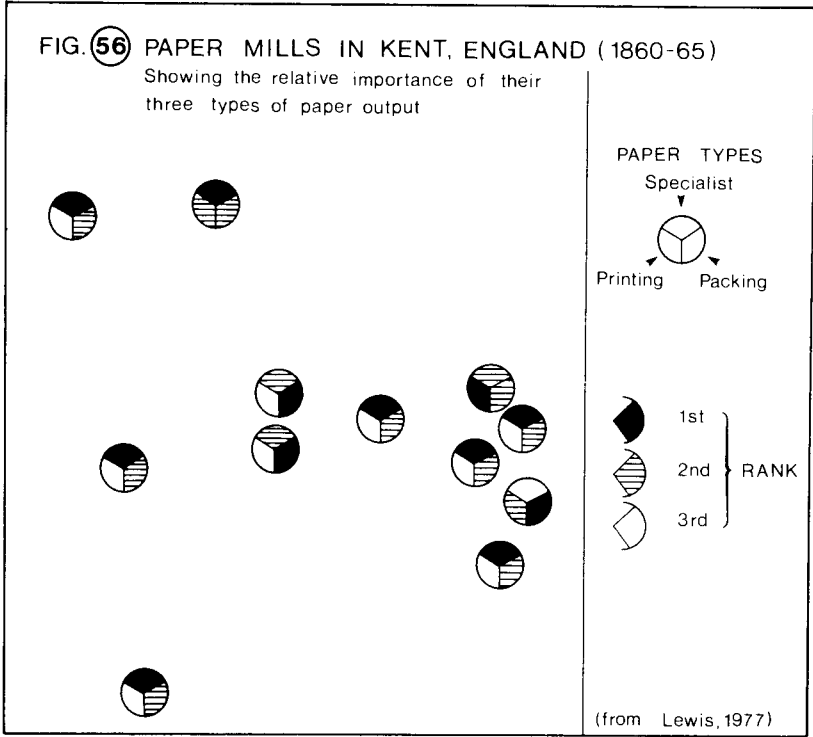 FIG. 56 PAPER MILLS IN KENT, ENGLAND (1860-65)
Showing the relative importance of their
three types of paper output
PAPER TYPES
Specialist
Printing Packing
1st
2nd RANK
3rd
(from Lewis, 1977)